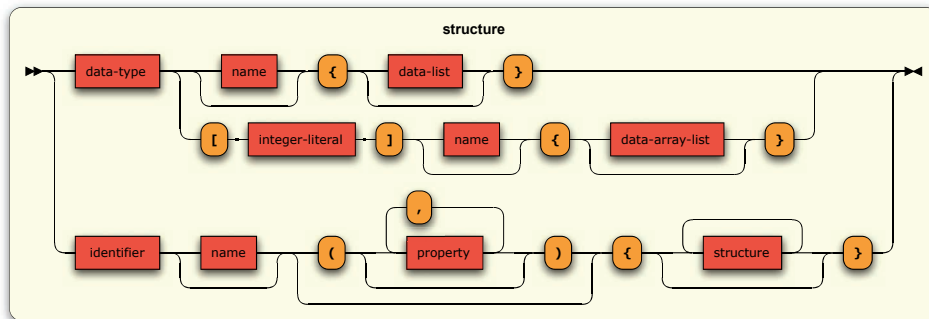 structure
data-type name { data-list }
[ integer-literal ] name { data-array-list }
,
identifier name ( property ) { structure }